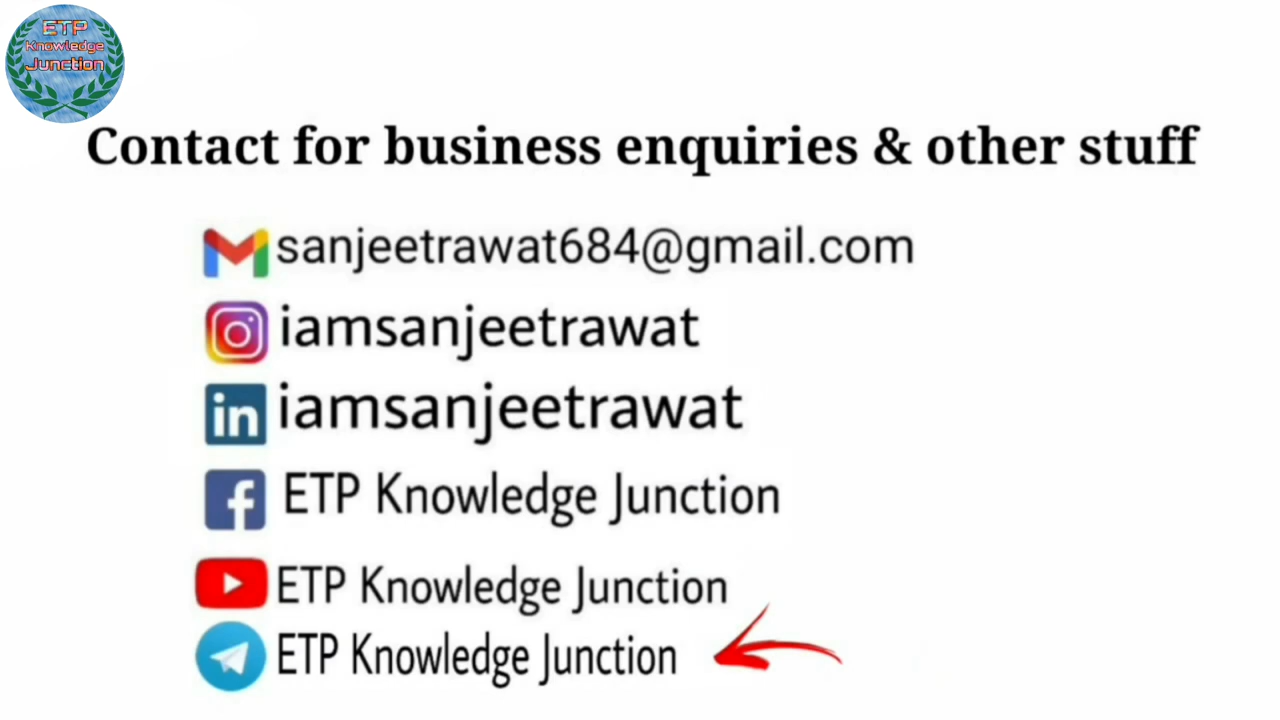 ETP
Knowledge
Junction
Contact for business enquiries & other stuff
sanjeetrawat684@gmail.com
iamsanjeetrawat
in iamsanjeetrawat
f ETP Knowledge Junction
ETP Knowledge Junction
ETP Knowledge Junction